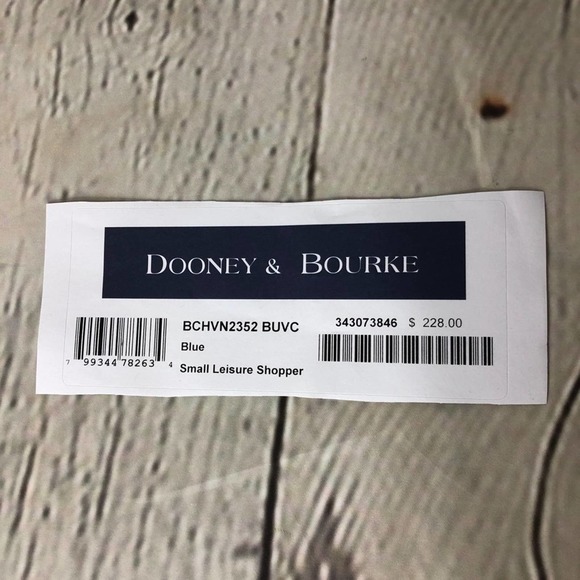 DOONEY & BOURKE
BCHVN2352 BUVC
Blue
Small Leisure Shopper
7 99344 78263 4
343073846 $ 228.00